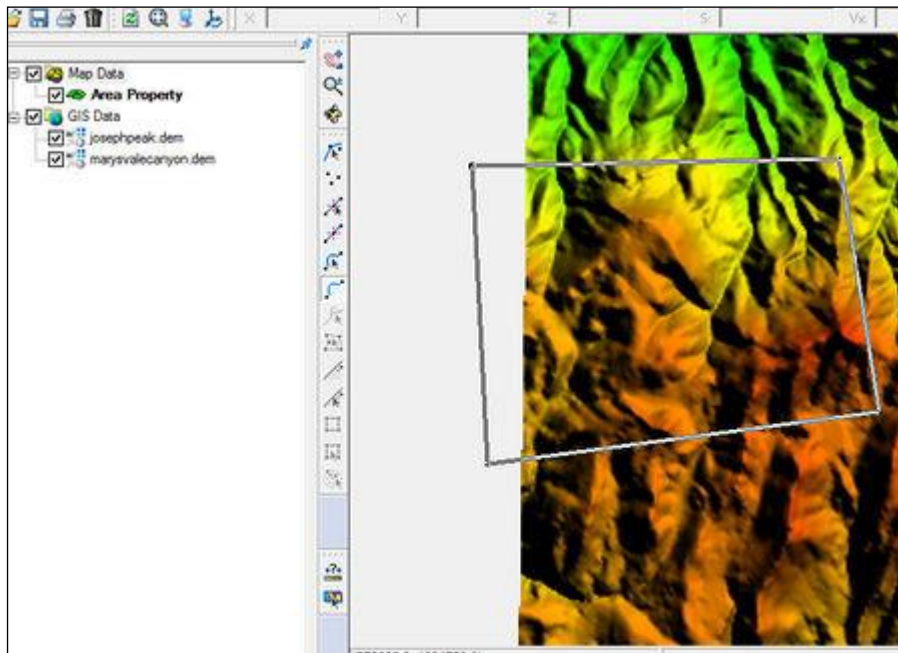 X: Y: Z: S: Vx:
Map Data
Area Property
GIS Data
josephpeak.dem
marysvalecanyon.dem